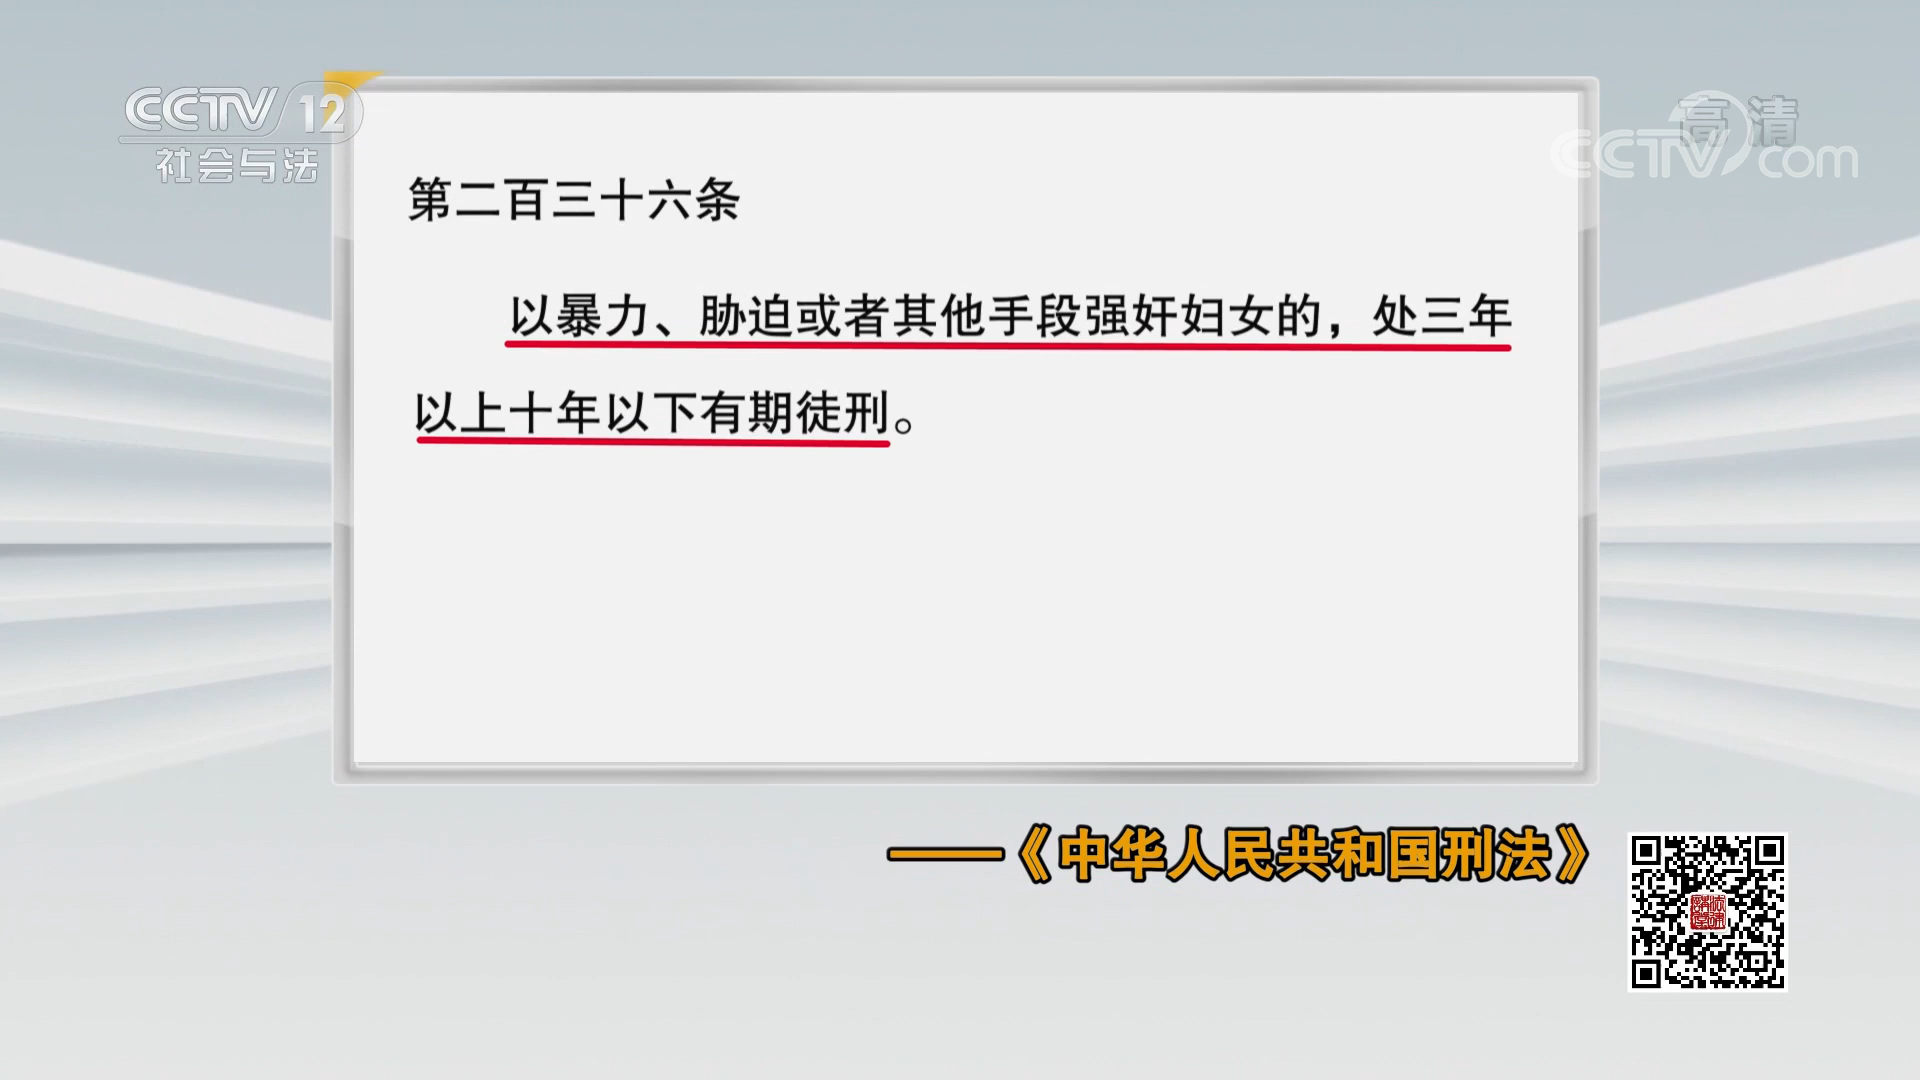 CCTV 12
社会与法
高清
CCTV com
第二百三十六条
以暴力、胁迫或者其他手段强奸妇女的，处三年
以上十年以下有期徒刑。
——《中华人民共和国刑法》